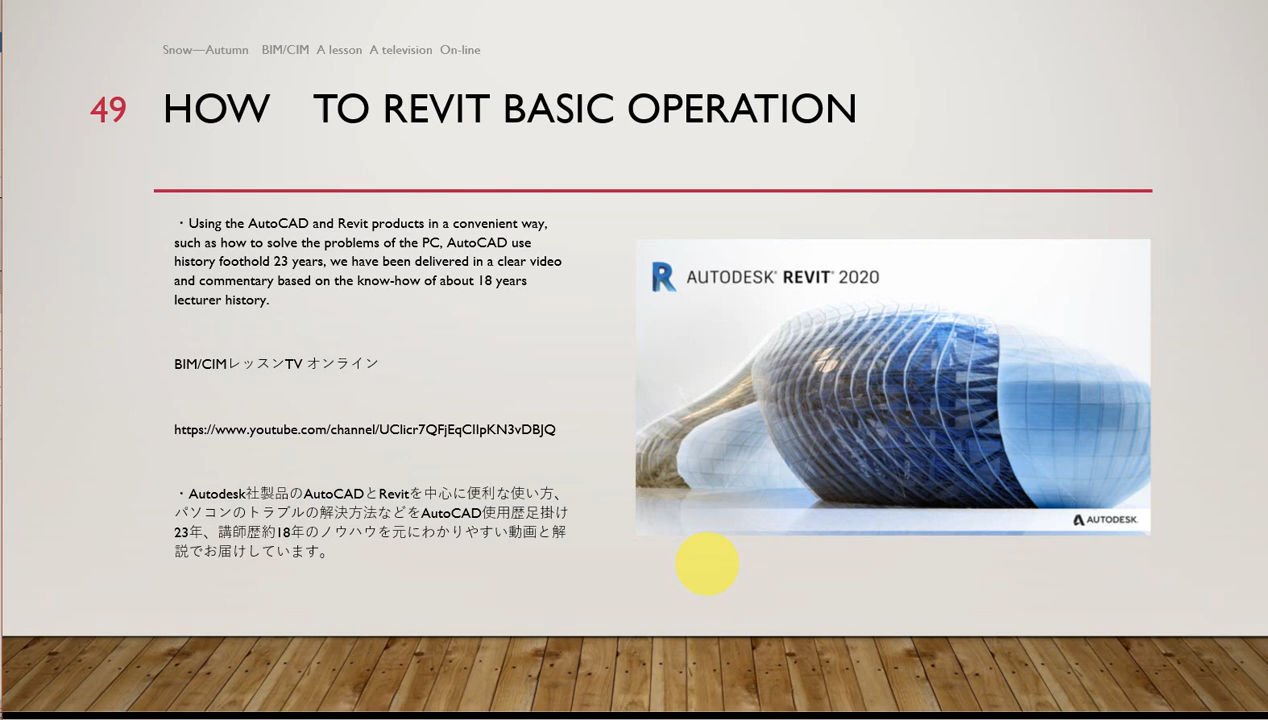 Snow—Autumn BIM/CIM A lesson A television On-line
49 HOW TO REVIT BASIC OPERATION
・Using the AutoCAD and Revit products in a convenient way,
such as how to solve the problems of the PC, AutoCAD use
history foothold 23 years, we have been delivered in a clear video
and commentary based on the know-how of about 18 years
lecturer history.
BIM/CIMレッスンTV オンライン
https://www.youtube.com/channel/UClicr7QFjEqCIIpKN3vDBJQ
・Autodesk社製品のAutoCADとRevitを中心に便利な使い方、
パソコンのトラブルの解決方法などをAutoCAD使用歴足掛け
23年、講師歴約18年のノウハウを元にわかりやすい動画と解
説でお届けしています。
AUTODESK® REVIT® 2020
AUTODESK.